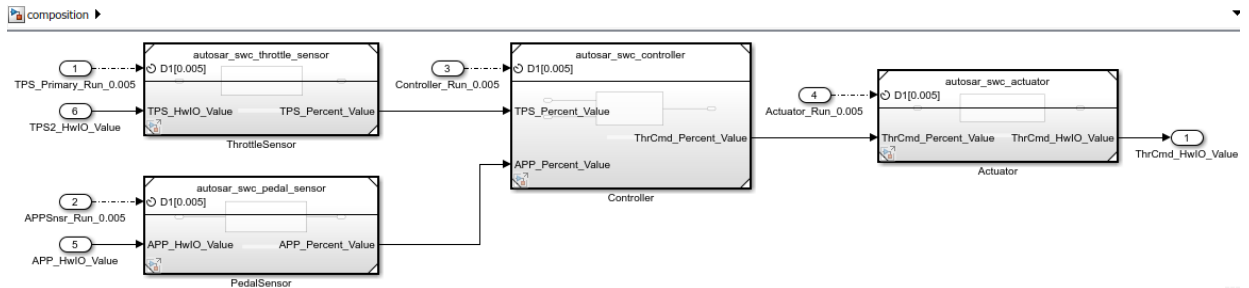 composition
autosar_swc_throttle_sensor
1
D1[0.005]
TPS_Primary_Run_0.005
6
TPS_HwIO_Value
TPS_Percent_Value
TPS2_HwIO_Value
ThrottleSensor
autosar_swc_pedal_sensor
2
D1[0.005]
APPSnsr_Run_0.005
5
APP_HwIO_Value
APP_Percent_Value
APP_HwIO_Value
PedalSensor
autosar_swc_controller
3
D1[0.005]
Controller_Run_0.005
TPS_Percent_Value
ThrCmd_Percent_Value
APP_Percent_Value
Controller
autosar_swc_actuator
4
D1[0.005]
Actuator_Run_0.005
ThrCmd_Percent_Value
ThrCmd_HwIO_Value
1
ThrCmd_HwIO_Value
Actuator